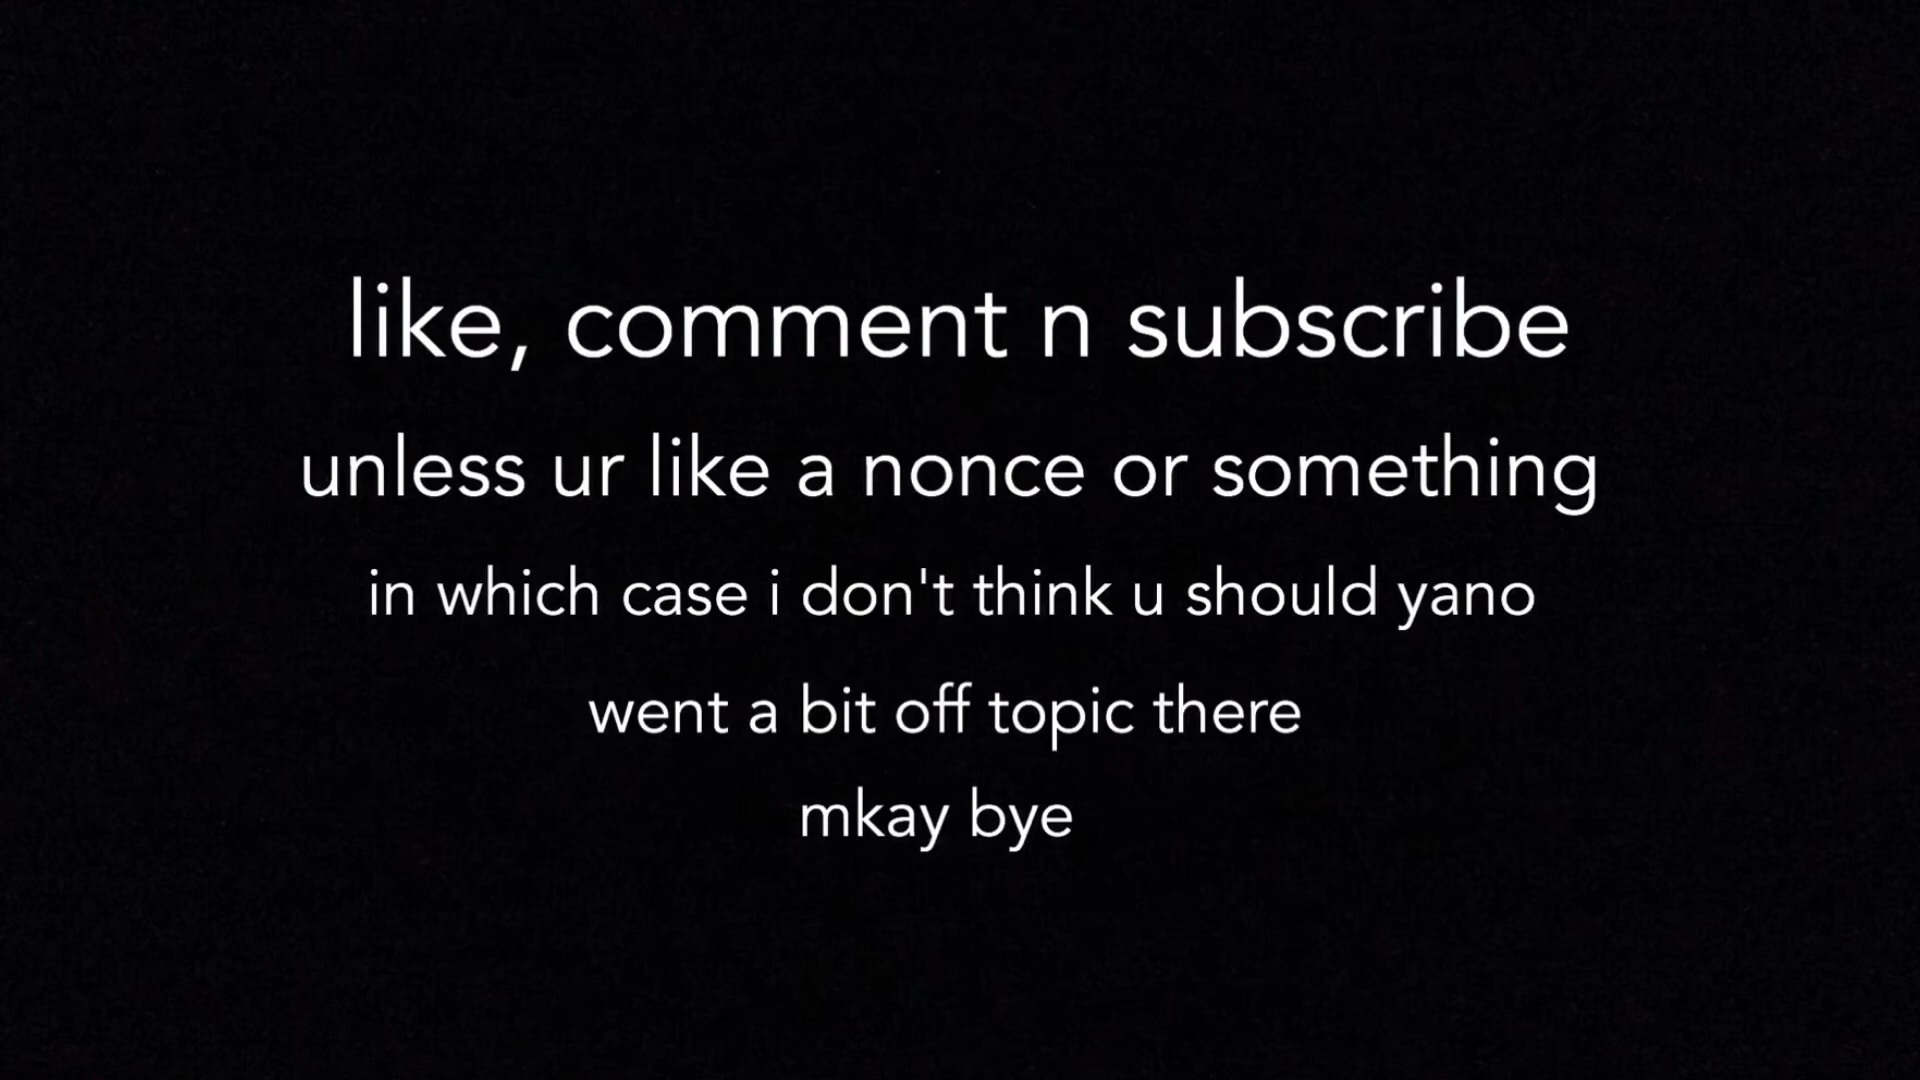 like, comment n subscribe
unless ur like a nonce or something
in which case i don't think u should yano
went a bit off topic there
mkay bye